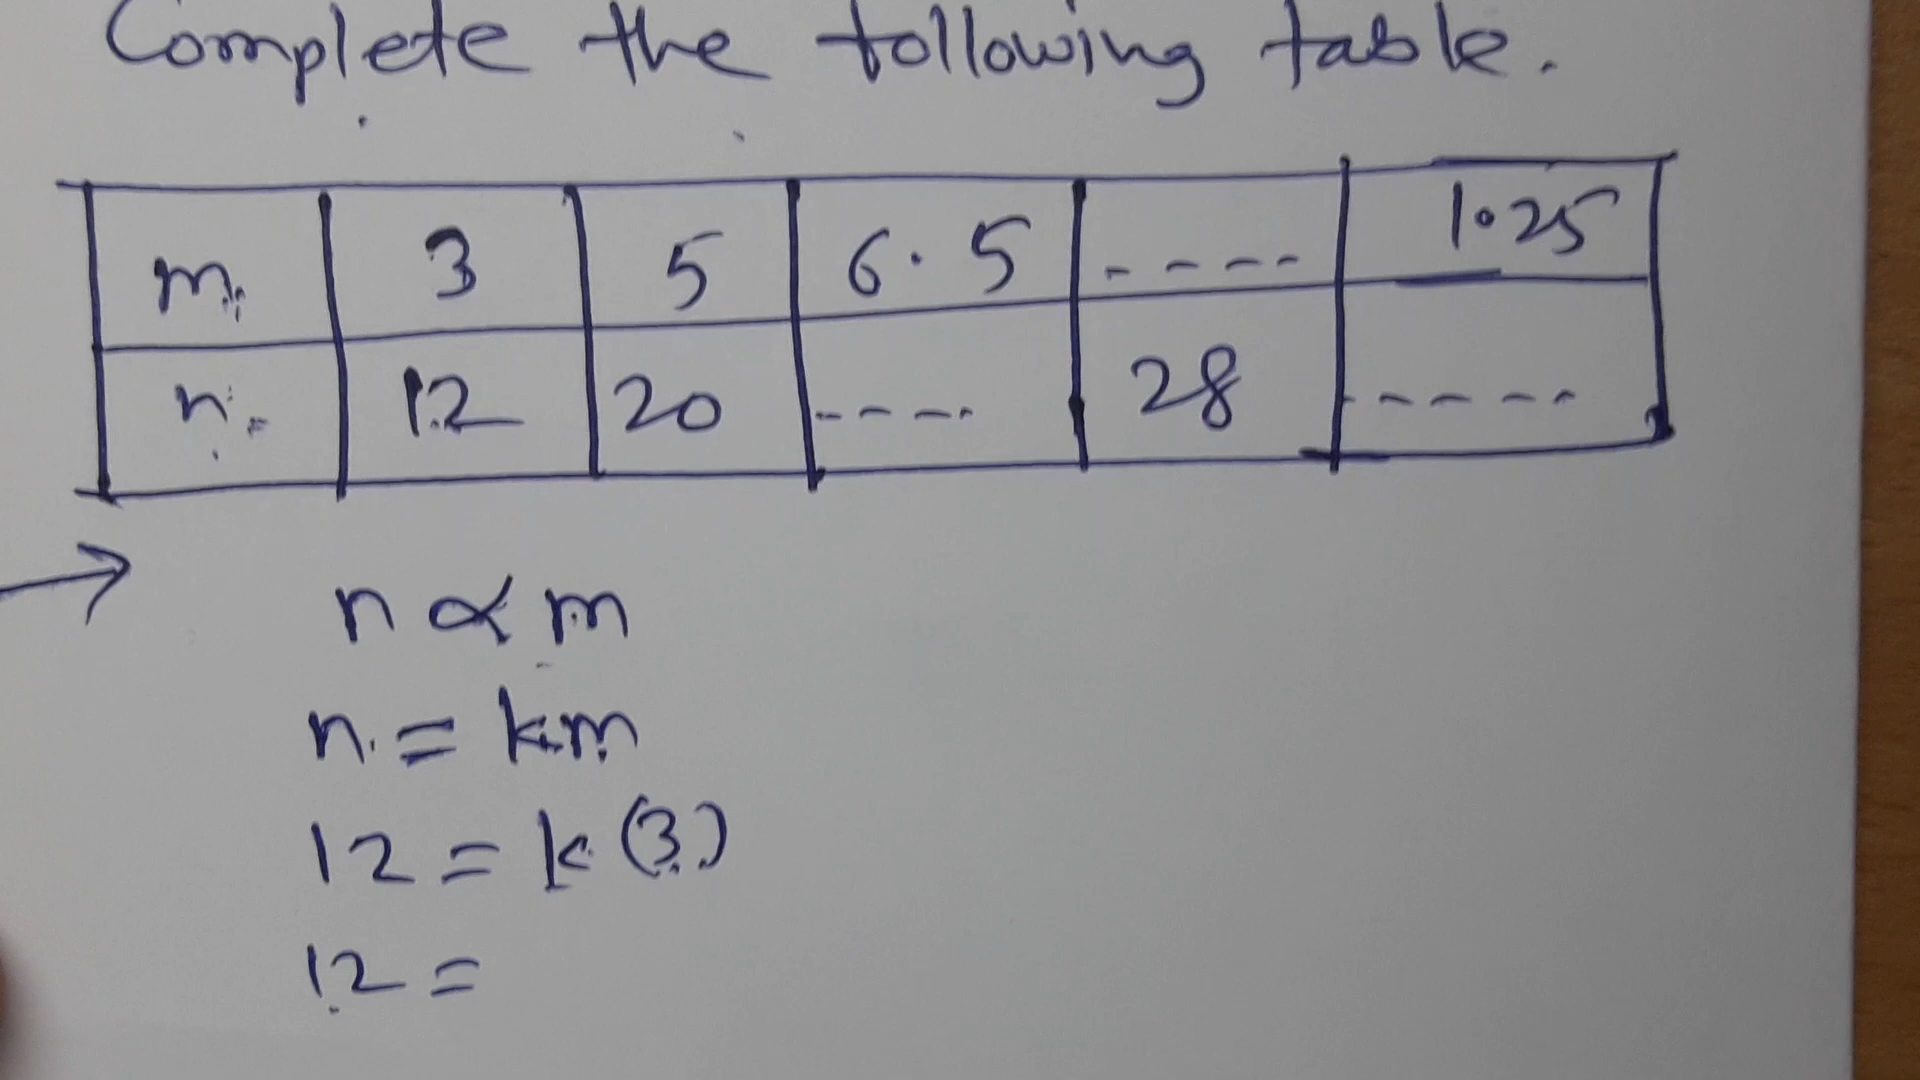 Complete the following table.
m 3 5 6.5 ---- 1.25
n 12 20 ---- 28 -----
→ n ∝ m
n = km
12 = k(3)
12 =